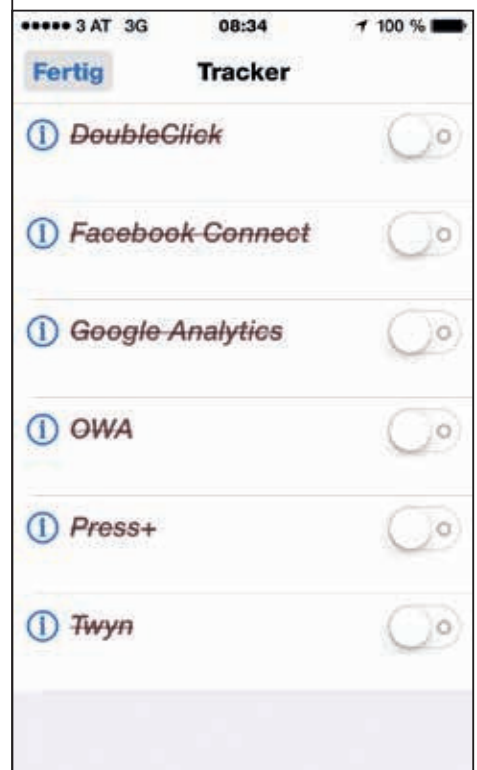 3 AT 3G 08:34 100 %
Fertig Tracker
DoubleClick
Facebook Connect
Google Analytics
OWA
Press+
Twyn